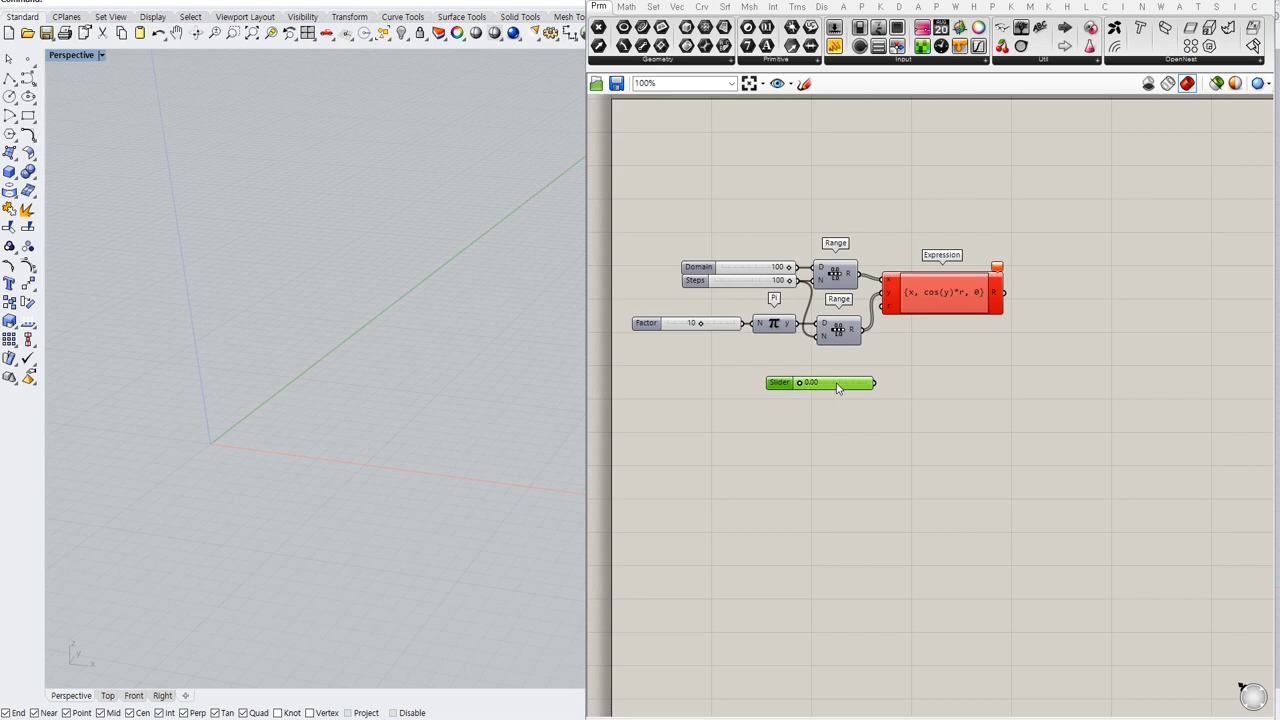 Command:
Standard CPlanes Set View Display Select Viewport Layout Visibility Transform Curve Tools Surface Tools Solid Tools Mesh To
Perspective
Prm Math Set Vec Crv Srf Msh Int Trns Dis
Geometry Primitive Input Util OpenNest
100%
Range
Expression
Domain 100 D N R
Steps 100
Pi
Range
x y r {x, cos(y)*r, 0} R
Factor 10 N π y D N R
Slider 0.00
z y x
Perspective Top Front Right
End Near Point Mid Cen Int Perp Tan Quad Knot Vertex Project Disable